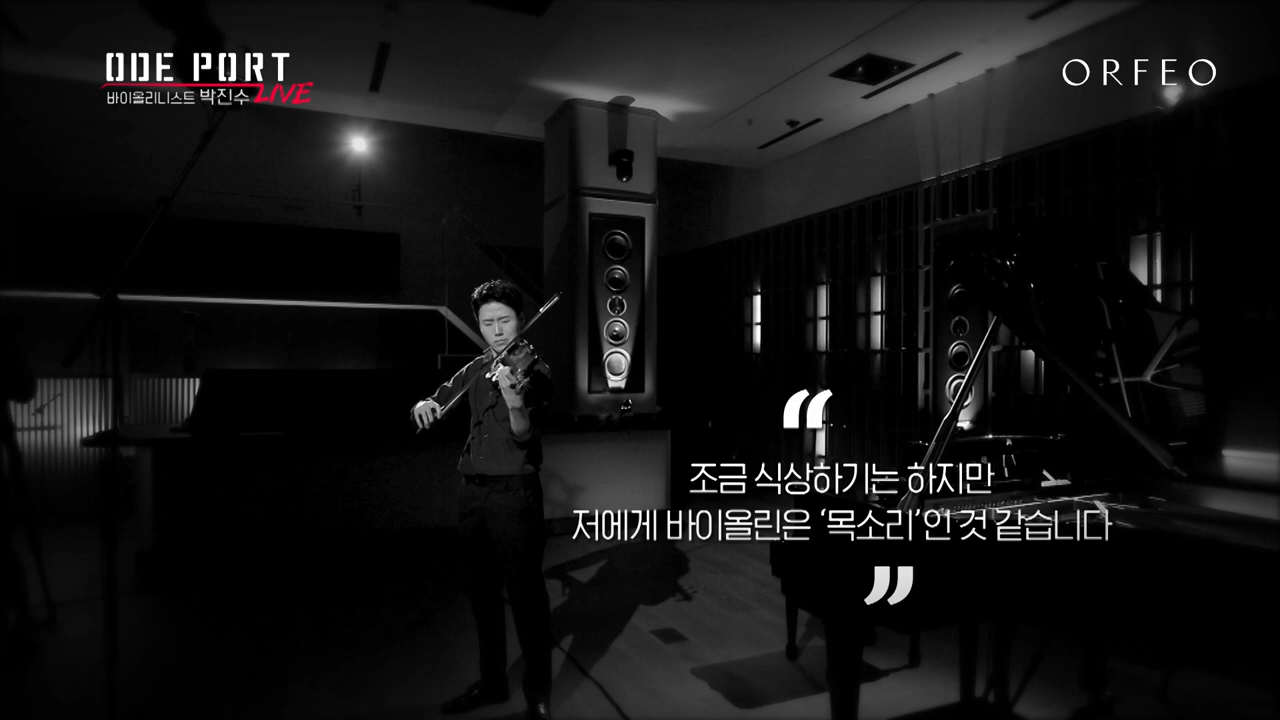 ODE PORT
바이올리니스트 박진수 LIVE
ORFEO
“
조금 식상하기는 하지만
저에게 바이올린은 ‘목소리’인 것 같습니다
”